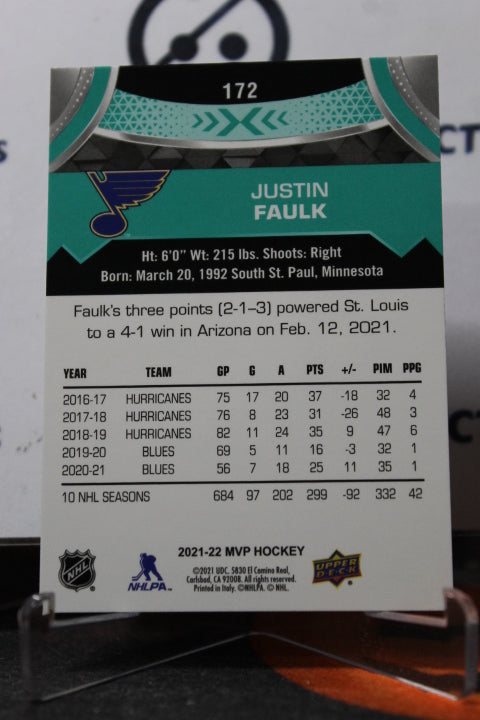 172
JUSTIN
FAULK
Ht: 6'0" Wt: 215 lbs. Shoots: Right
Born: March 20, 1992 South St. Paul, Minnesota
Faulk's three points (2-1–3) powered St. Louis
to a 4-1 win in Arizona on Feb. 12, 2021.
YEAR TEAM GP G A PTS +/- PIM PPG
2016-17 HURRICANES 75 17 20 37 -18 32 4
2017-18 HURRICANES 76 8 23 31 -26 48 3
2018-19 HURRICANES 82 11 24 35 9 47 6
2019-20 BLUES 69 5 11 16 -3 32 1
2020-21 BLUES 56 7 18 25 11 35 1
10 NHL SEASONS 684 97 202 299 -92 332 42
2021-22 MVP HOCKEY
©2021 UDC. 5830 El Camino Real,
Carlsbad, CA 92008. All rights reserved.
Printed in Italy. ©NHLPA. © NHL.
NHL
NHLPA
UPPER
DECK